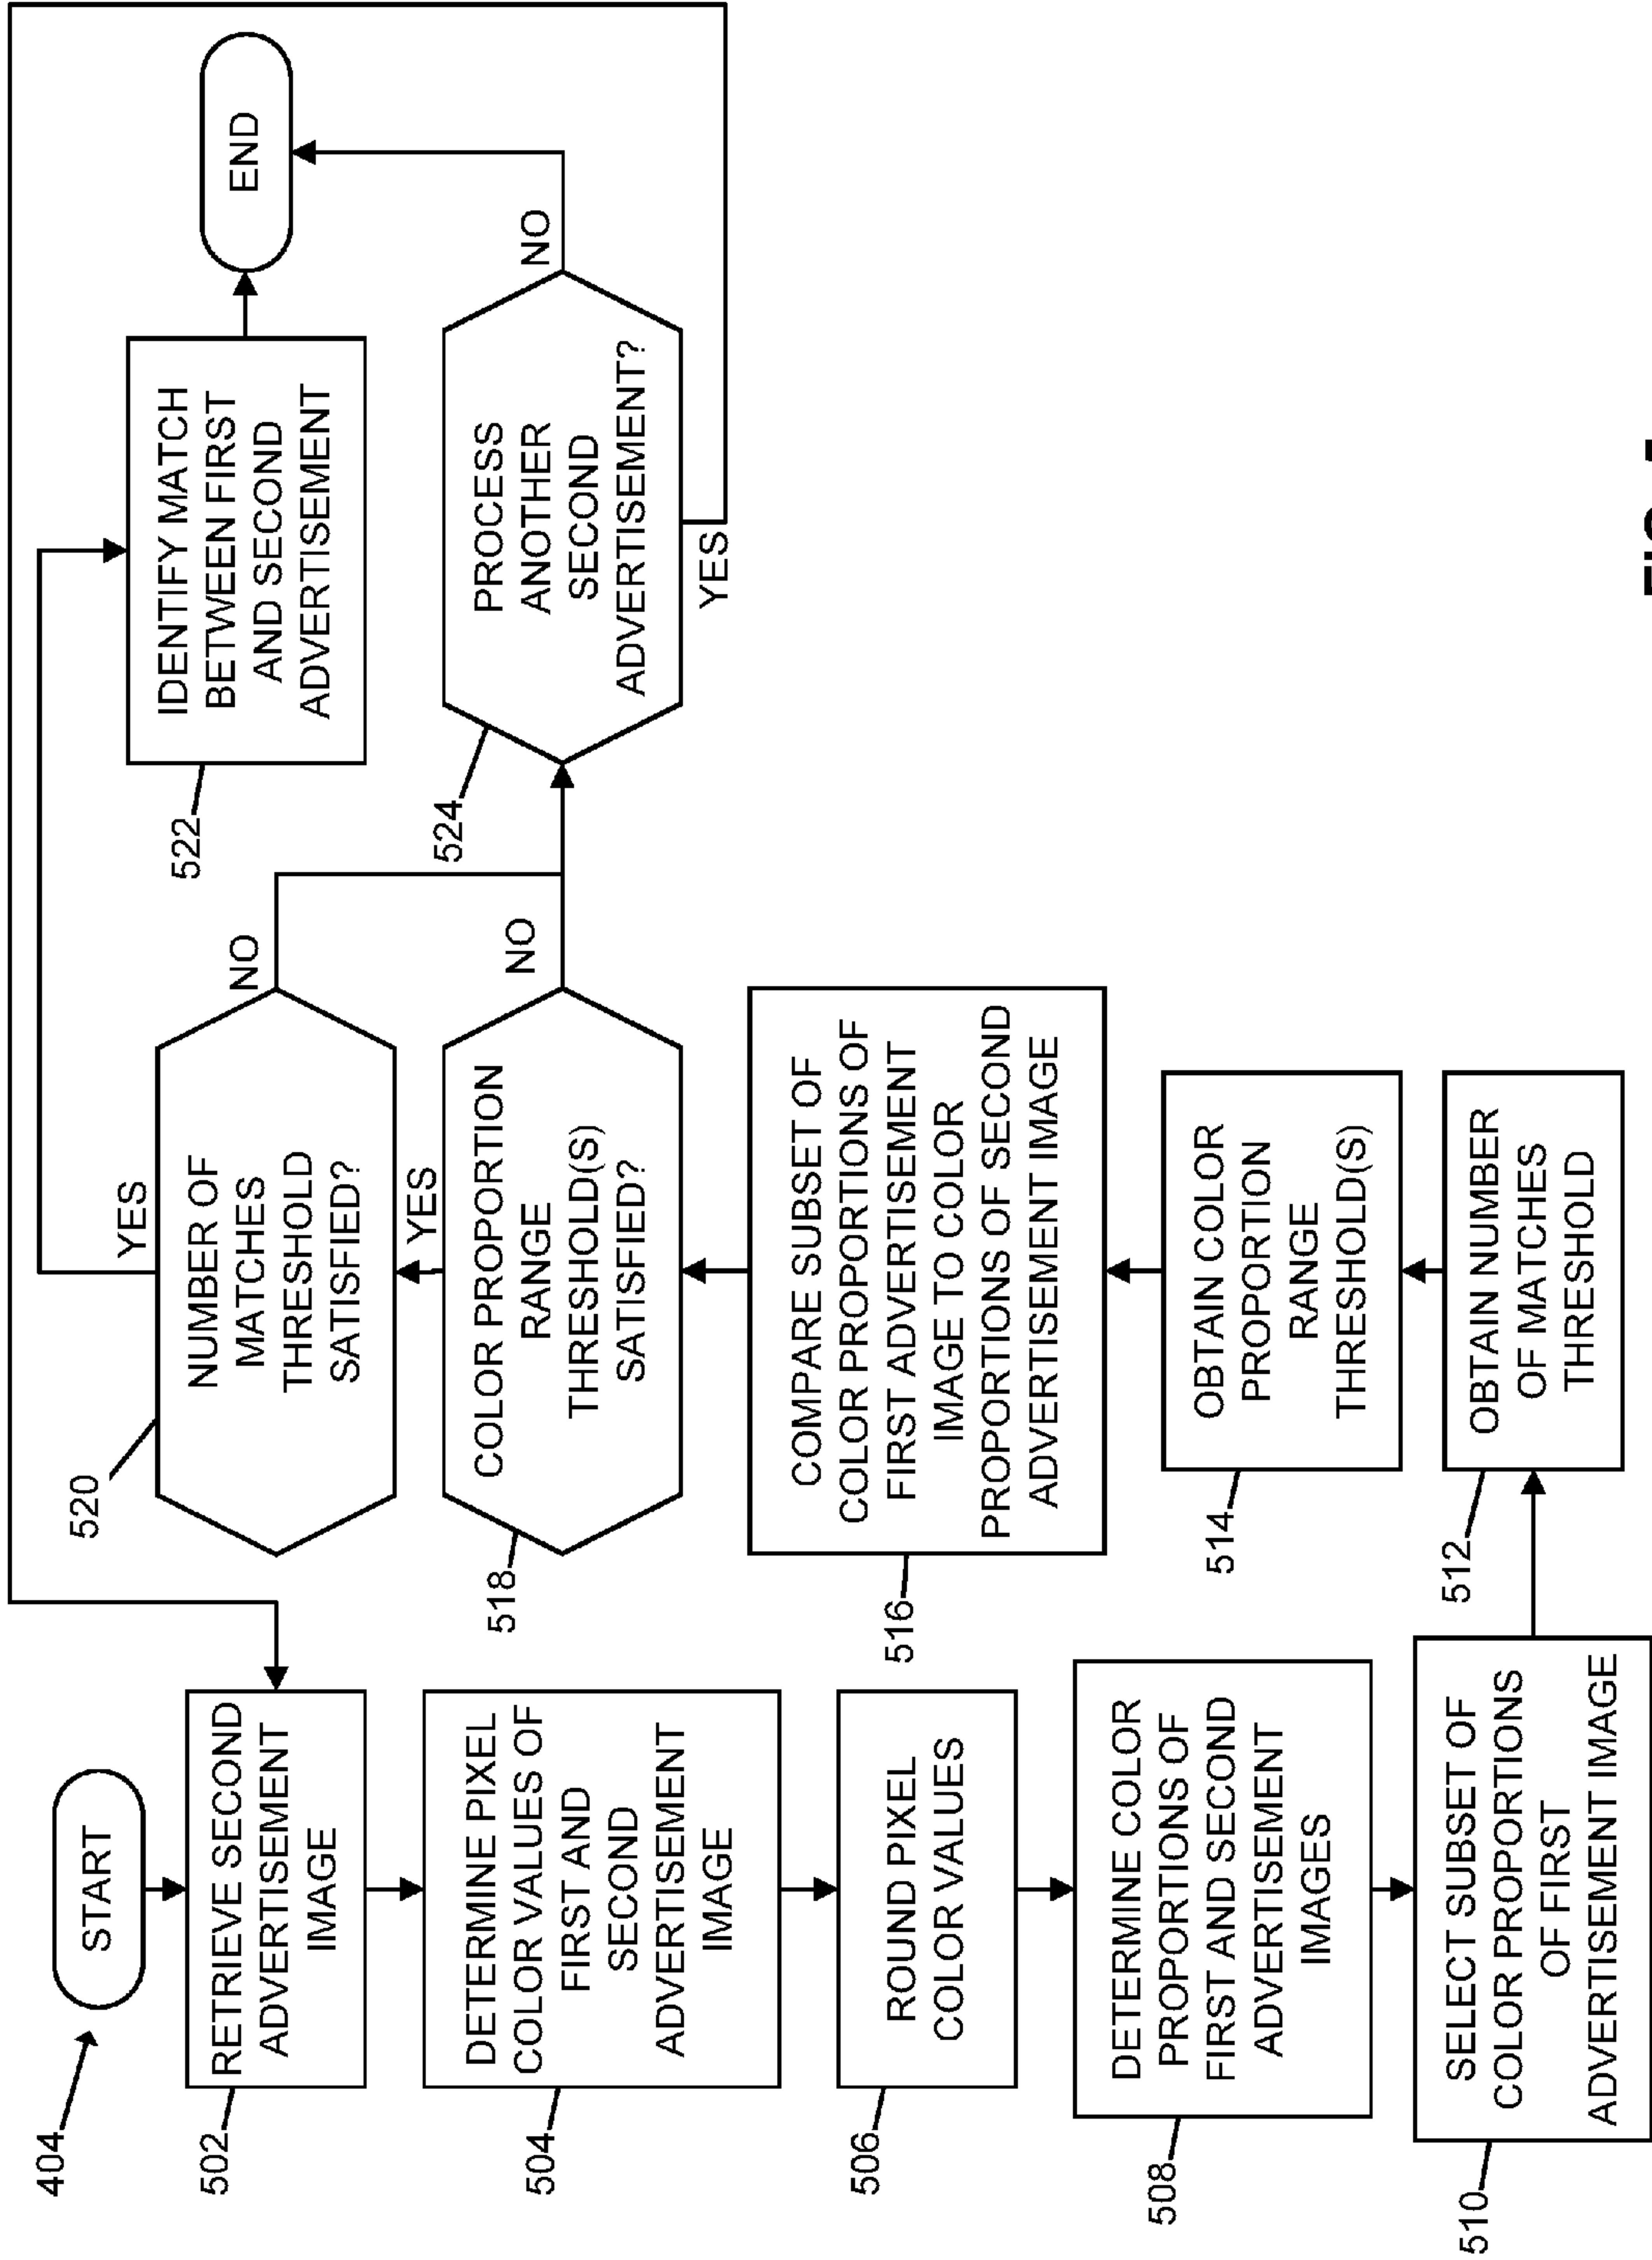 404
START
502
RETRIEVE SECOND
ADVERTISEMENT
IMAGE
504
DETERMINE PIXEL
COLOR VALUES OF
FIRST AND
SECOND
ADVERTISEMENT
IMAGE
506
ROUND PIXEL
COLOR VALUES
508
DETERMINE COLOR
PROPORTIONS OF
FIRST AND SECOND
ADVERTISEMENT
IMAGES
510
SELECT SUBSET OF
COLOR PROPORTIONS
OF FIRST
ADVERTISEMENT IMAGE
512
OBTAIN NUMBER
OF MATCHES
THRESHOLD
514
OBTAIN COLOR
PROPORTION
RANGE
THRESHOLD(S)
516
COMPARE SUBSET OF
COLOR PROPORTIONS OF
FIRST ADVERTISEMENT
IMAGE TO COLOR
PROPORTIONS OF SECOND
ADVERTISEMENT IMAGE
518
COLOR PROPORTION
RANGE
THRESHOLD(S)
SATISFIED?
YES
NO
520
NUMBER OF
MATCHES
THRESHOLD
SATISFIED?
YES
NO
522
IDENTIFY MATCH
BETWEEN FIRST
AND SECOND
ADVERTISEMENT
524
PROCESS
ANOTHER
SECOND
ADVERTISEMENT?
YES
NO
END